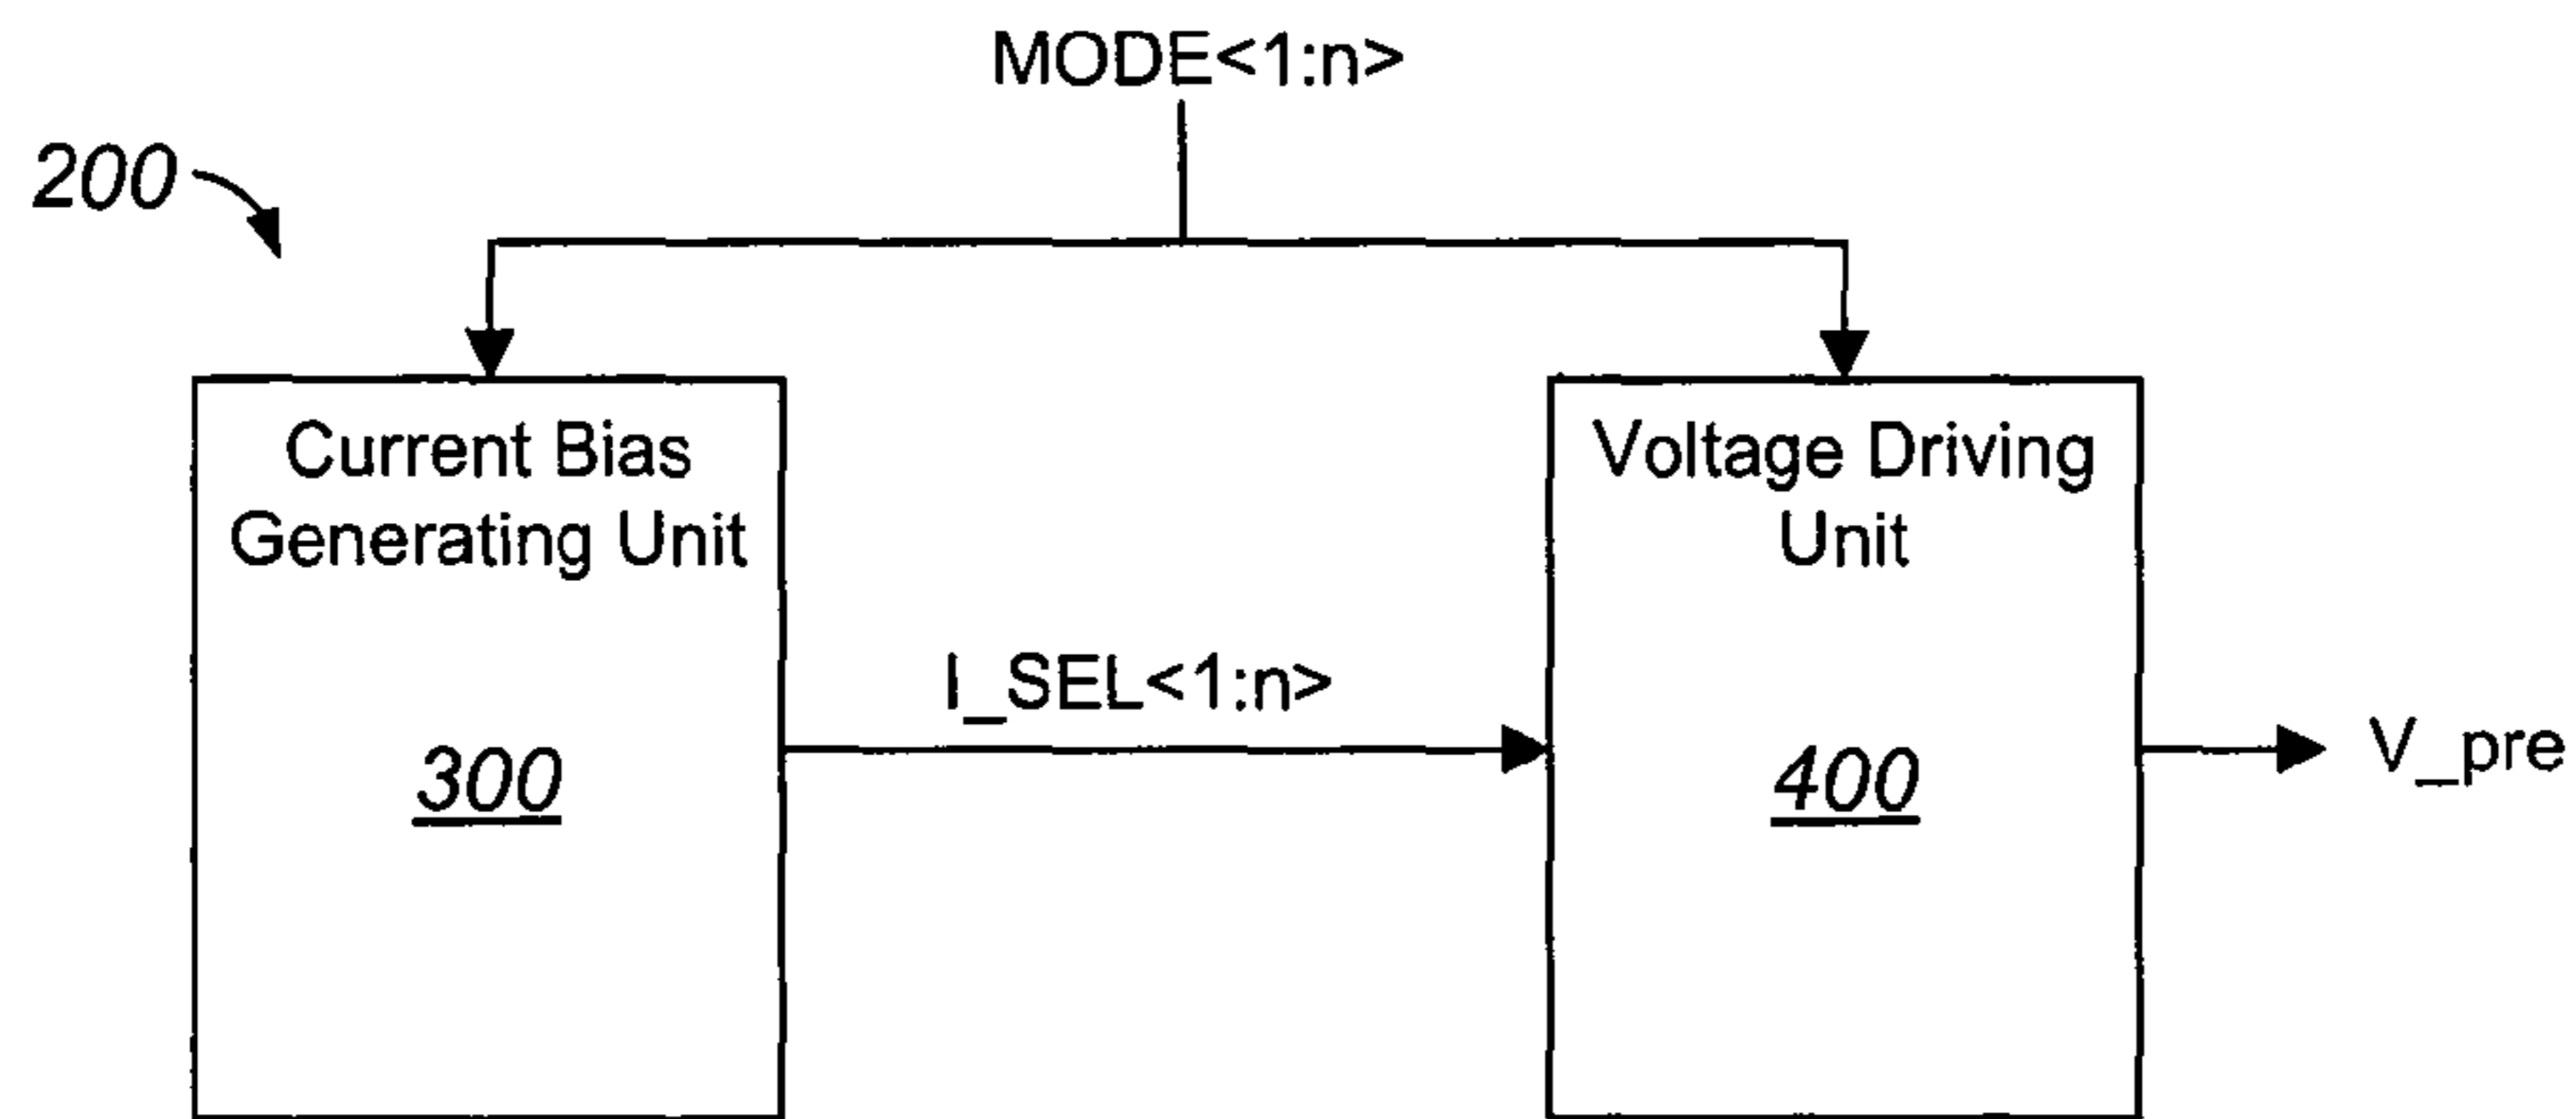 MODE<1:n>
200
Current Bias
Generating Unit
300
I_SEL<1:n>
Voltage Driving
Unit
400
V_pre